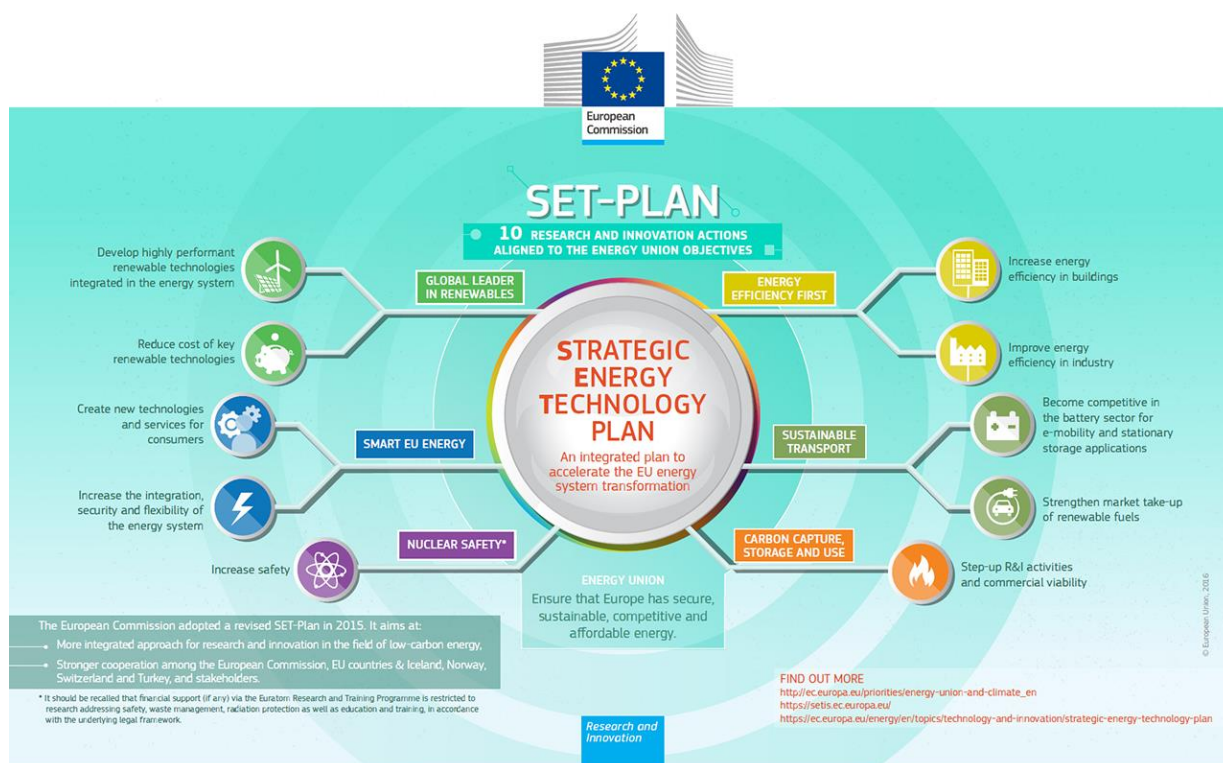 European
Commission
SET-PLAN
10 RESEARCH AND INNOVATION ACTIONS
ALIGNED TO THE ENERGY UNION OBJECTIVES
Develop highly performant
renewable technologies
integrated in the energy system
Reduce cost of key
renewable technologies
GLOBAL LEADER
IN RENEWABLES
Create new technologies
and services for
consumers
Increase the integration,
security and flexibility of
the energy system
SMART EU ENERGY
Increase safety
NUCLEAR SAFETY*
STRATEGIC
ENERGY
TECHNOLOGY
PLAN
An integrated plan to
accelerate the EU energy
system transformation
ENERGY
EFFICIENCY FIRST
Increase energy
efficiency in buildings
Improve energy
efficiency in industry
SUSTAINABLE
TRANSPORT
Become competitive in
the battery sector for
e-mobility and stationary
storage applications
Strengthen market take-up
of renewable fuels
CARBON CAPTURE,
STORAGE AND USE
Step-up R&I activities
and commercial viability
ENERGY UNION
Ensure that Europe has secure,
sustainable, competitive and
affordable energy.
The European Commission adopted a revised SET-Plan in 2015. It aims at:
More integrated approach for research and innovation in the field of low-carbon energy,
Stronger cooperation among the European Commission, EU countries & Iceland, Norway,
Switzerland and Turkey, and stakeholders.
* It should be recalled that financial support (if any) via the Euratom Research and Training Programme is restricted to
research addressing safety, waste management, radiation protection as well as education and training, in accordance
with the underlying legal framework.
FIND OUT MORE
http://ec.europa.eu/priorities/energy-union-and-climate_en
https://setis.ec.europa.eu/
https://ec.europa.eu/energy/en/topics/technology-and-innovation/strategic-energy-technology-plan
© European Union, 2016
Research and
Innovation